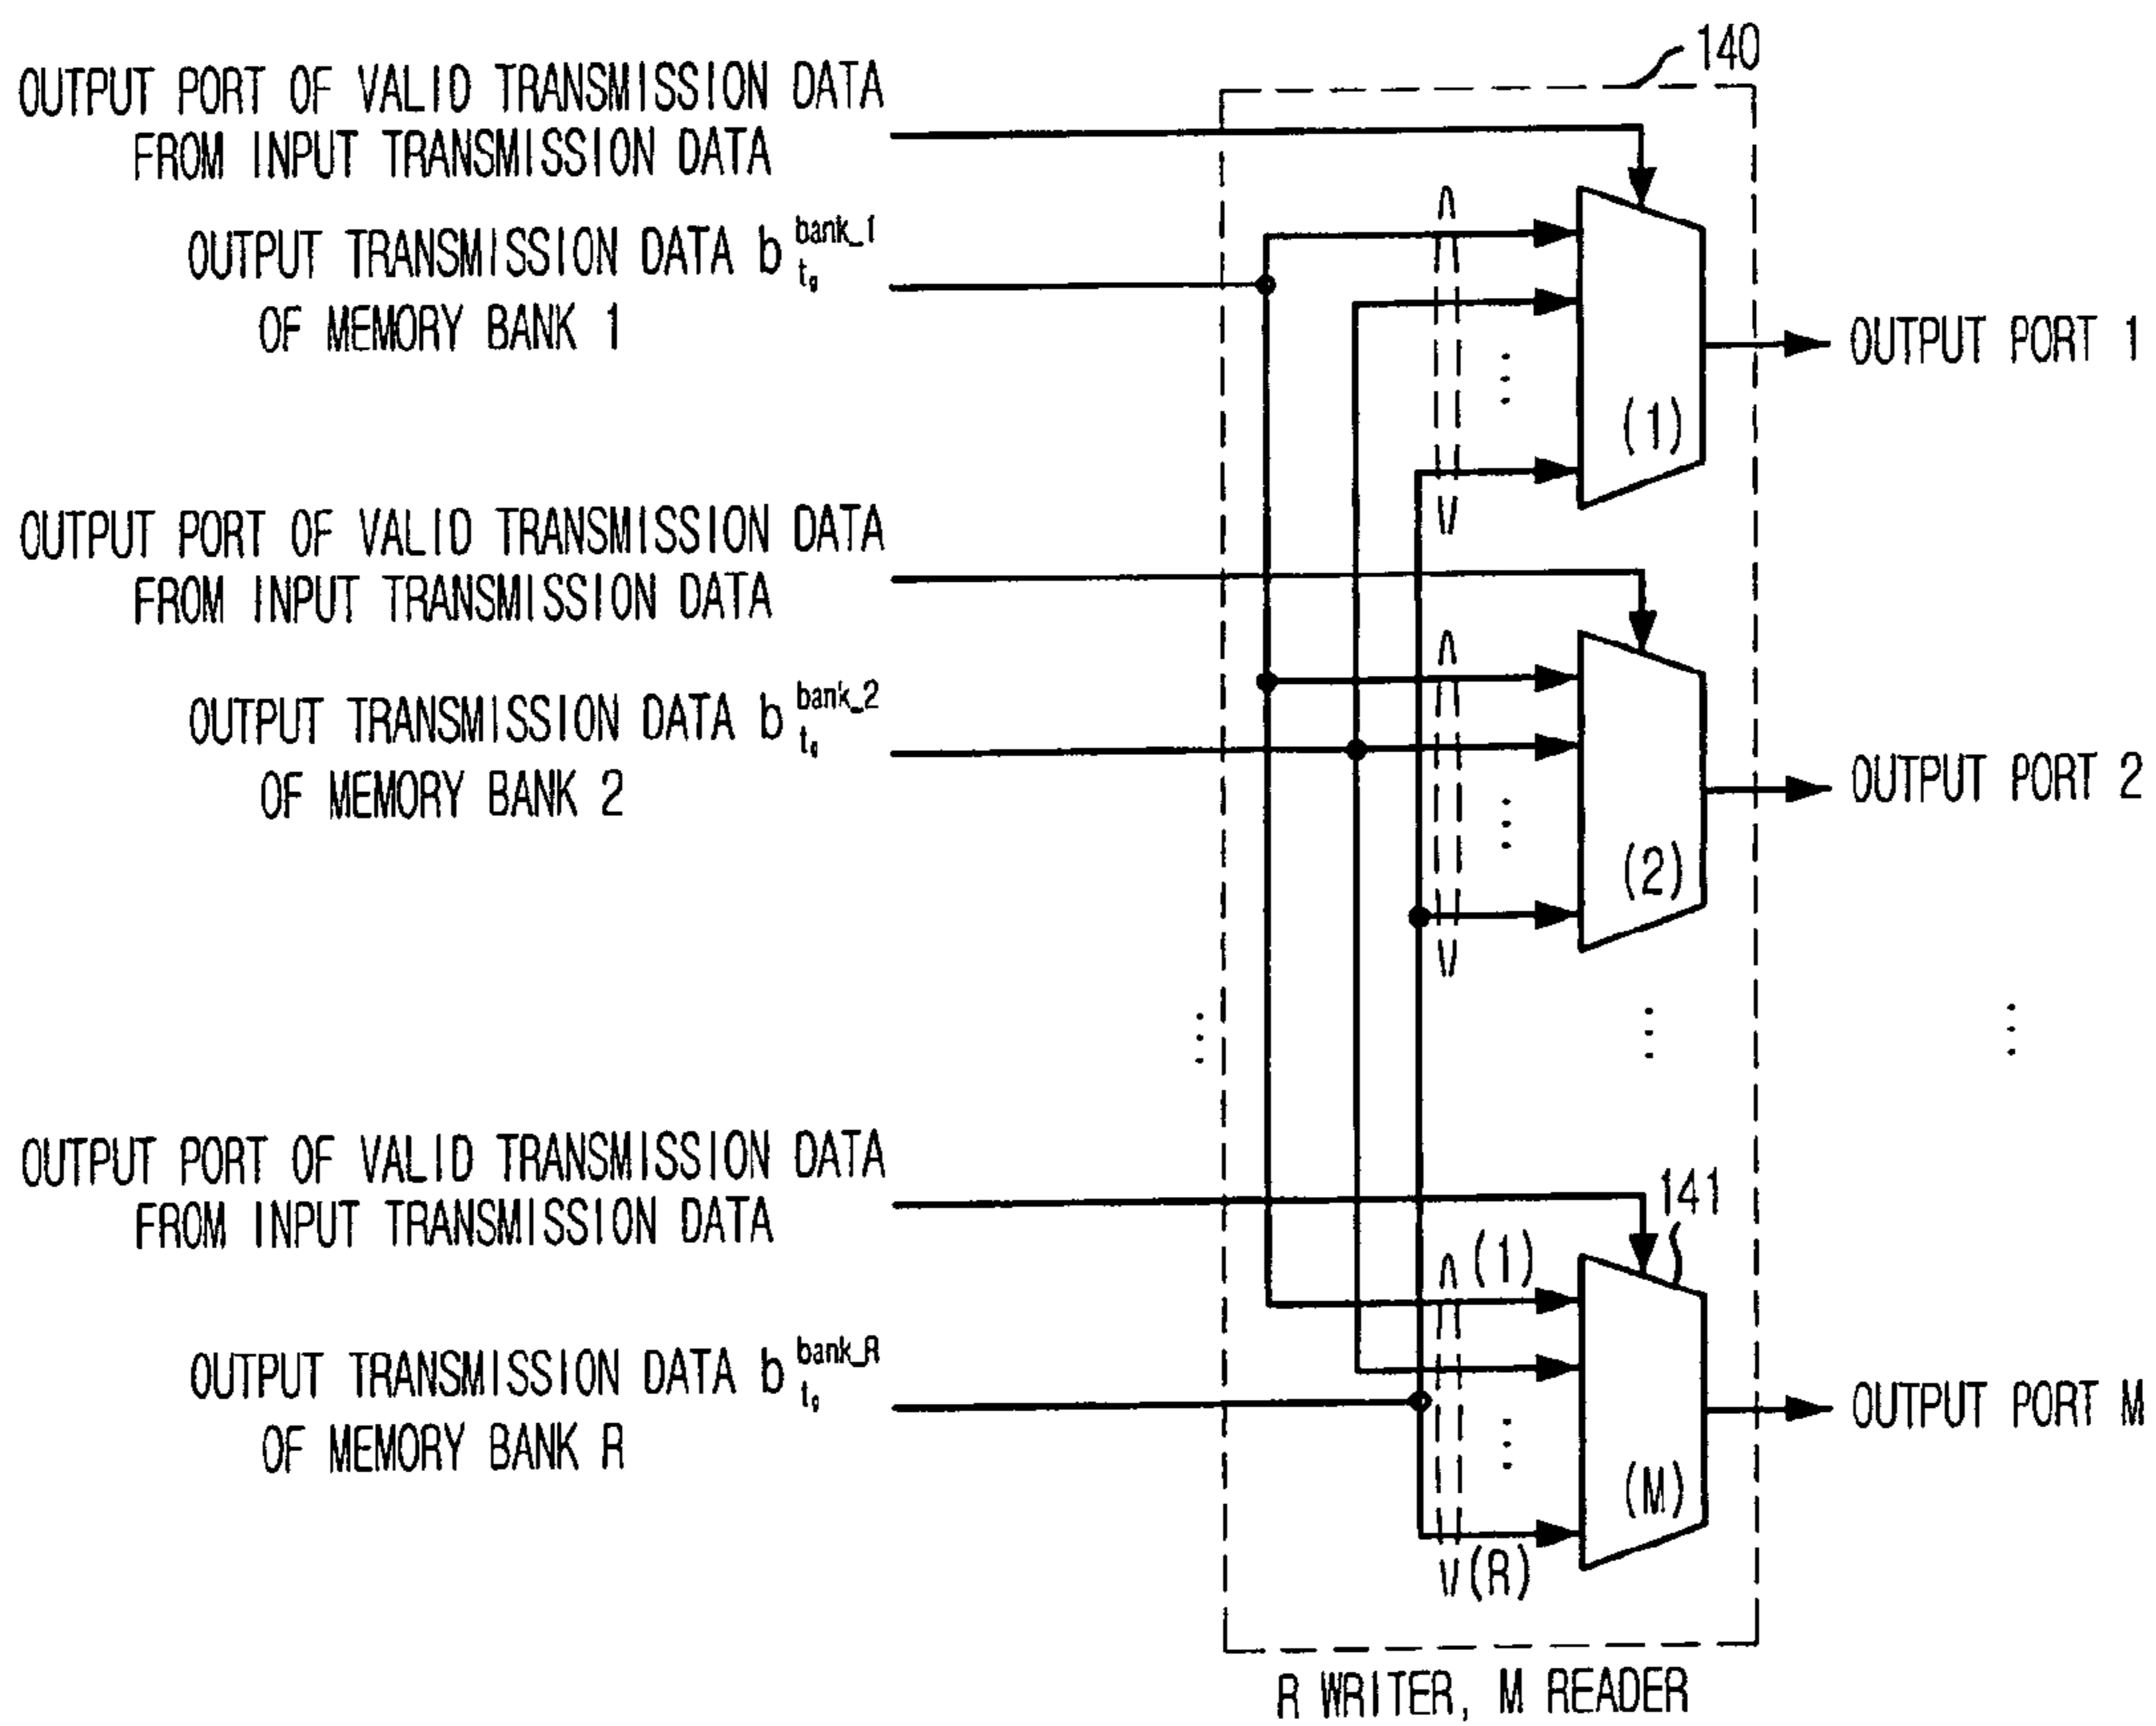 140
OUTPUT PORT OF VALID TRANSMISSION DATA
FROM INPUT TRANSMISSION DATA
OUTPUT TRANSMISSION DATA b tg bank_1
OF MEMORY BANK 1
(1)
OUTPUT PORT 1
OUTPUT PORT OF VALID TRANSMISSION DATA
FROM INPUT TRANSMISSION DATA
OUTPUT TRANSMISSION DATA b tg bank_2
OF MEMORY BANK 2
(2)
OUTPUT PORT 2
OUTPUT PORT OF VALID TRANSMISSION DATA
FROM INPUT TRANSMISSION DATA
141
(1)
OUTPUT TRANSMISSION DATA b tg bank_R
OF MEMORY BANK R
(M)
OUTPUT PORT M
(R)
R WRITER, M READER